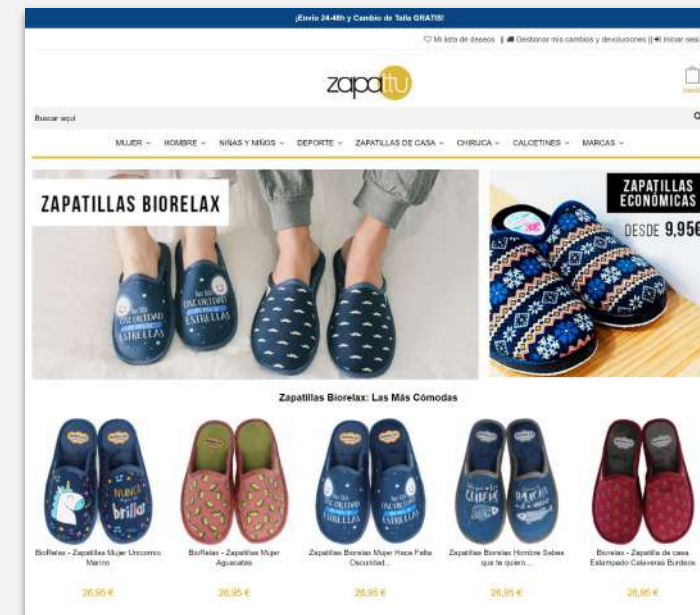 ¡Envío 24-48h y Cambio de Talla GRATIS!
Mi lista de deseos | Gestionar mis cambios y devoluciones || Iniciar sesi
zapattu
Buscar aquí
MUJER HOMBRE NIÑAS Y NIÑOS DEPORTE ZAPATILLAS DE CASA CHIRUCA CALCETINES MARCAS
ZAPATILLAS BIORELAX
ZAPATILLAS
ECONÓMICAS
DESDE 9,95€
OSCURIDAD
ESTRELLAS
Zapatillas Biorelax: Las Más Cómodas
NUNCA
brillar
BioRelax - Zapatillas Mujer Unicornio
Marino
BioRelax - Zapatillas Mujer
Aguacates
Zapatillas Biorelax Mujer Hace Falta
Oscuridad...
Zapatillas Biorelax Hombre Sabes
que te quiero...
Biorelax - Zapatilla de casa
Estampado Calaveras Burdeos
26,95 €
26,95 €
26,95 €
26,95 €
26,95 €